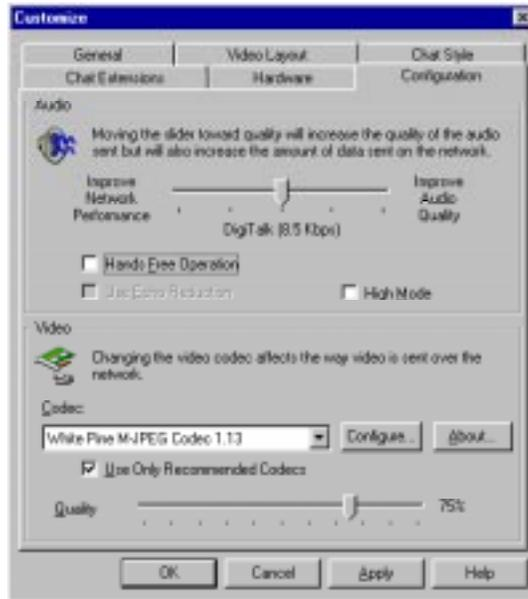 Customize
General
Video Layout
Chat Style
Chat Extensions
Hardware
Configuration
Audio
Moving the slider toward quality will increase the quality of the audio
sent but will also increase the amount of data sent on the network.
Improve
Network
Performance
Improve
Audio
Quality
DigiTalk (8.5 Kbps)
Hands Free Operation
Use Echo Reduction
High Mode
Video
Changing the video codec affects the way video is sent over the
network.
Codec:
White Pine M-JPEG Codec 1.13
Configure...
About...
Use Only Recommended Codecs
Quality
75%
OK
Cancel
Apply
Help